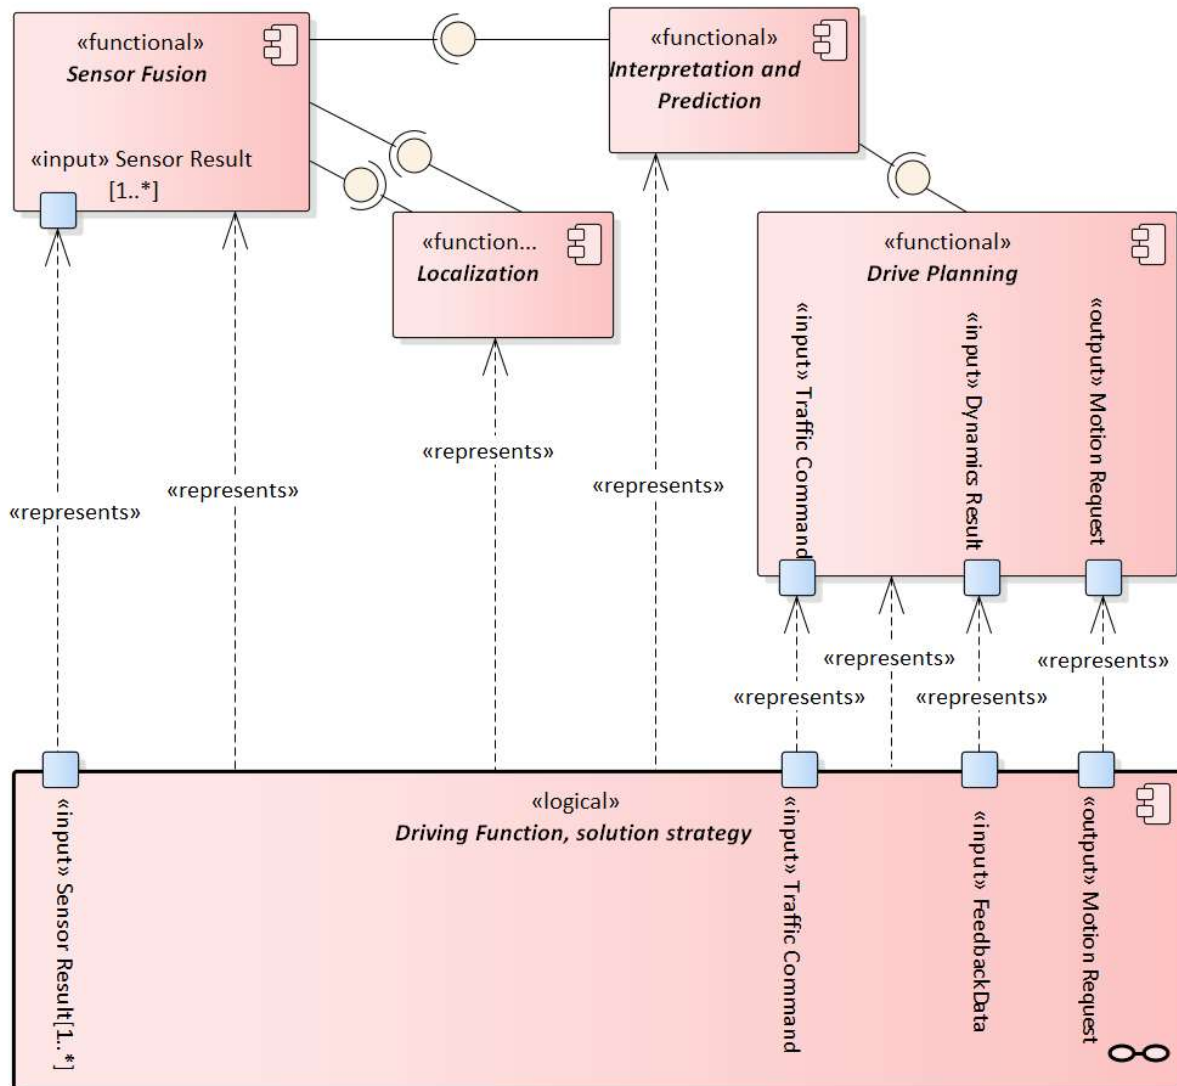 «functional»
Sensor Fusion
«input» Sensor Result
[1..*]
«functional»
Interpretation and
Prediction
«function...
Localization
«functional»
Drive Planning
«input» Traffic Command
«input» Dynamics Result
«output» Motion Request
«represents»
«represents»
«represents»
«represents»
«represents»
«represents»
«represents»
«represents»
«logical»
Driving Function, solution strategy
«input» Sensor Result[1..*]
«input» Traffic Command
«input» FeedbackData
«output» Motion Request